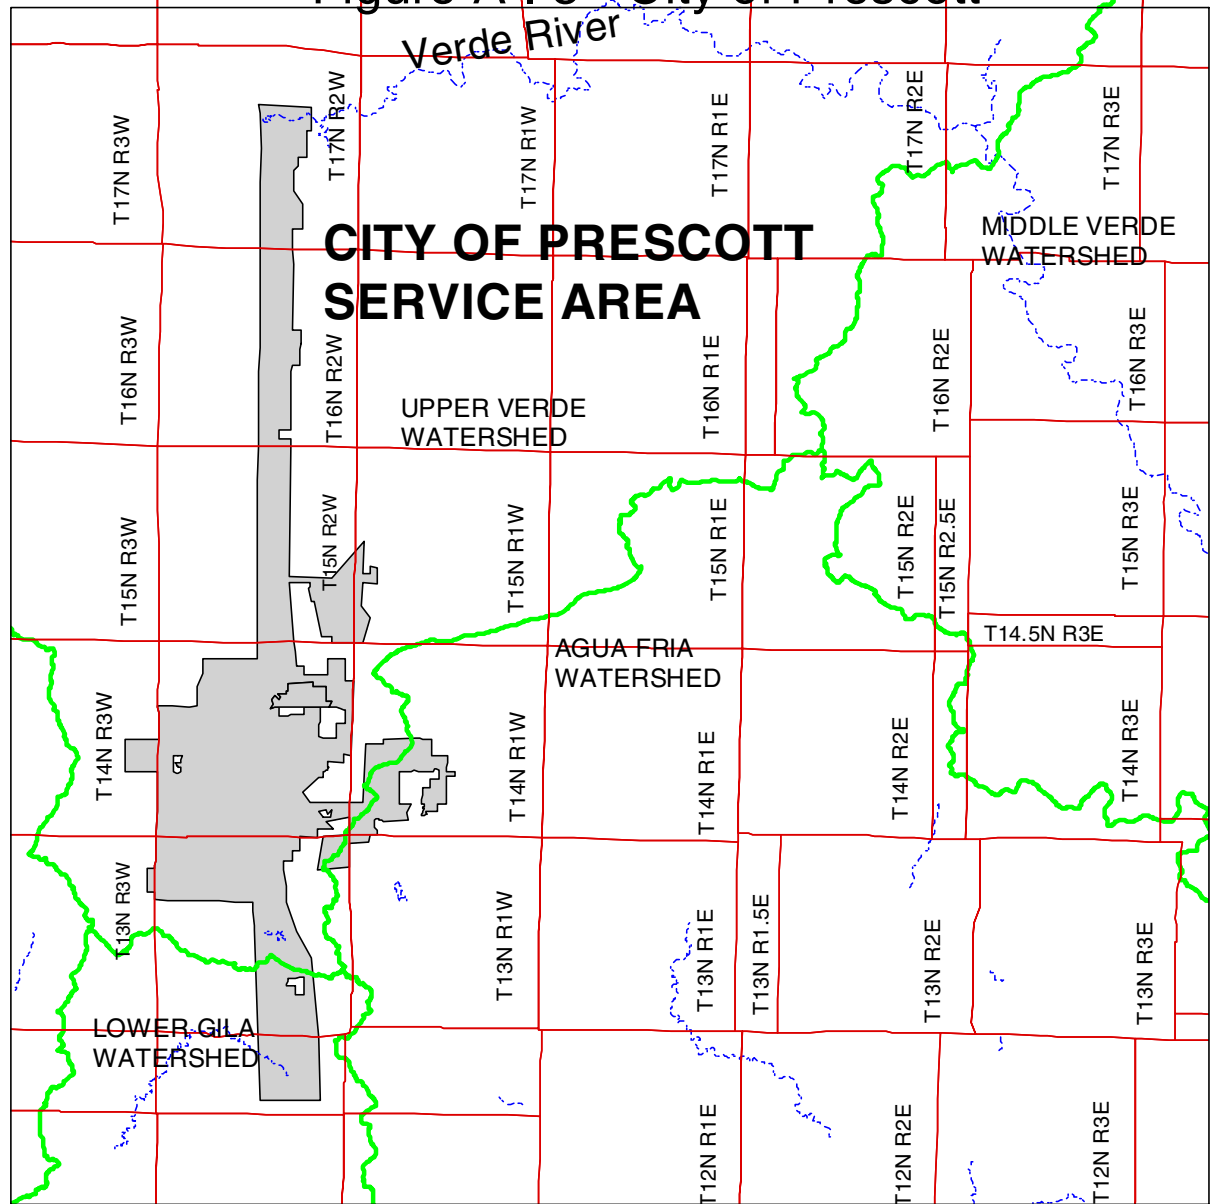 City of Prescott
Verde River
T17N R3W
T17N R2W
T17N R1W
T17N R1E
T17N R2E
T17N R3E
CITY OF PRESCOTT
SERVICE AREA
MIDDLE VERDE
WATERSHED
T16N R3W
T16N R2W
T16N R1E
T16N R2E
T16N R3E
UPPER VERDE
WATERSHED
T15N R3W
T15N R2W
T15N R1W
T15N R1E
T15N R2E
T15N R2.5E
T15N R3E
T14.5N R3E
AGUA FRIA
WATERSHED
T14N R3W
T14N R1W
T14N R1E
T14N R2E
T14N R3E
T13N R3W
T13N R1W
T13N R1E
T13N R1.5E
T13N R2E
T13N R3E
LOWER GILA
WATERSHED
T12N R1E
T12N R2E
T12N R3E